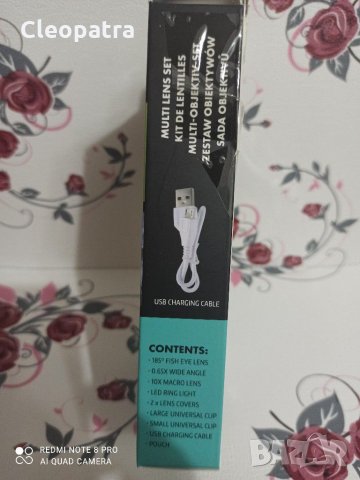 Cleopatra
MULTI LENS SET
KIT DE LENTILLES
MULTI-OBJEKTIV-SET
ZESTAW OBIEKTYWÓW
SADA OBJEKTIVŮ
USB CHARGING CABLE
CONTENTS:
• 185° FISH EYE LENS
• 0.65X WIDE ANGLE
• 10X MACRO LENS
• LED RING LIGHT
• 2 x LENS COVERS
• LARGE UNIVERSAL CLIP
• SMALL UNIVERSAL CLIP
• USB CHARGING CABLE
• POUCH
REDMI NOTE 8 PRO
AI QUAD CAMERA
BAZAR